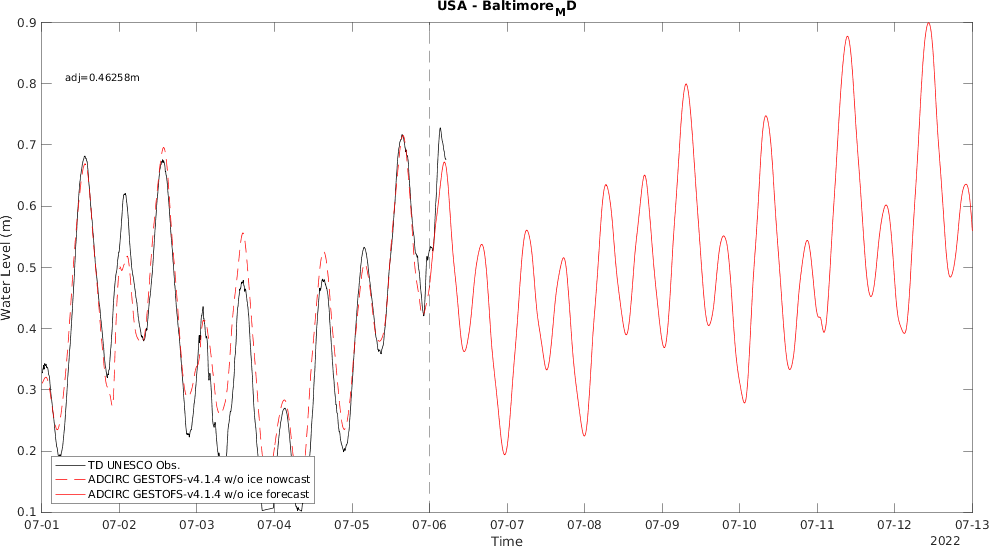 USA - Baltimore_MD
0.9
adj=0.46258m
0.8
0.7
0.6
0.5
0.4
0.3
0.2
0.1
Water Level (m)
TD UNESCO Obs.
ADCIRC GESTOFS-v4.1.4 w/o ice nowcast
ADCIRC GESTOFS-v4.1.4 w/o ice forecast
07-01 07-02 07-03 07-04 07-05 07-06 07-07 07-08 07-09 07-10 07-11 07-12 07-13
Time
2022